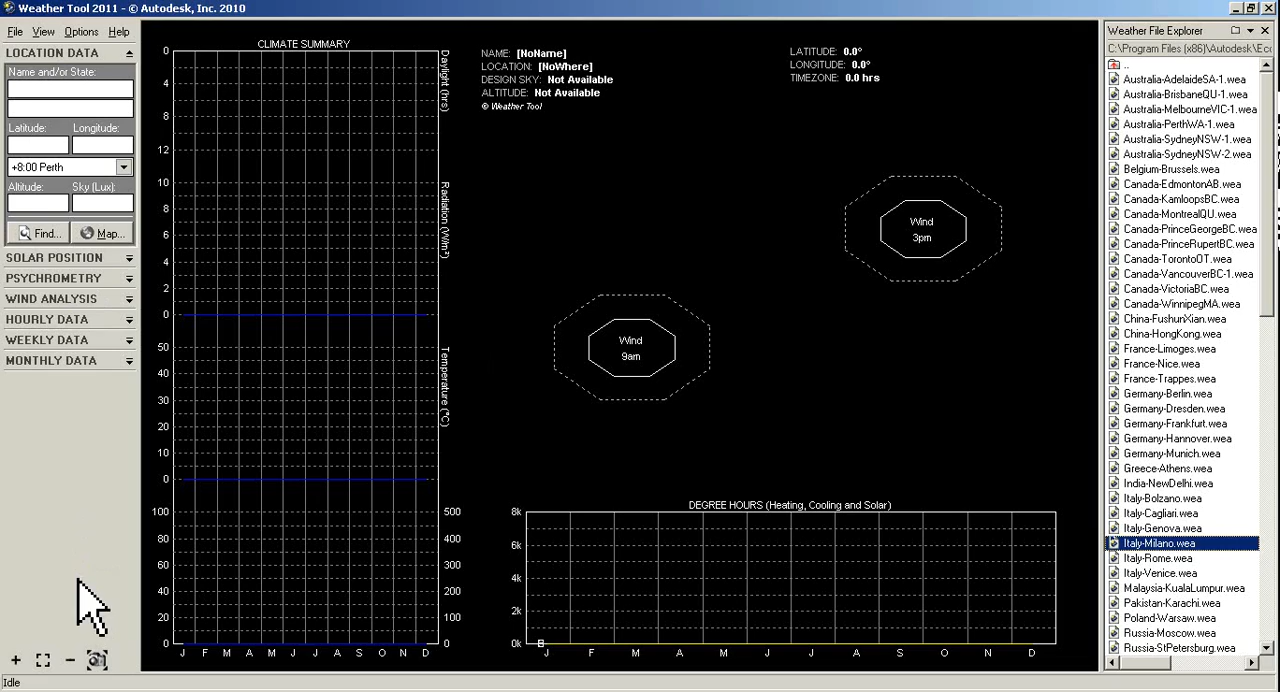 Weather Tool 2011 - © Autodesk, Inc. 2010
File View Options Help
LOCATION DATA
Name and/or State:
Latitude: Longitude:
+8:00 Perth
Altitude: Sky (Lux):
Find... Map...
SOLAR POSITION
PSYCHROMETRY
WIND ANALYSIS
HOURLY DATA
WEEKLY DATA
MONTHLY DATA
+ -
Idle
CLIMATE SUMMARY
0
4
8
12
Daylight (hrs)
10
8
6
4
2
0
Radiation (W/m²)
50
40
30
20
10
0
Temperature (°C)
100 500
80 400
60 300
40 200
20 100
0 0
J F M A M J J A S O N D
NAME: [NoName]
LOCATION: [NoWhere]
DESIGN SKY: Not Available
ALTITUDE: Not Available
© Weather Tool
LATITUDE: 0.0°
LONGITUDE: 0.0°
TIMEZONE: 0.0 hrs
Wind
3pm
Wind
9am
DEGREE HOURS (Heating, Cooling and Solar)
8k
6k
4k
2k
0k
J F M A M J J A S O N D
Weather File Explorer
C:\Program Files (x86)\Autodesk\Eco
..
Australia-AdelaideSA-1.wea
Australia-BrisbaneQU-1.wea
Australia-MelbourneVIC-1.wea
Australia-PerthWA-1.wea
Australia-SydneyNSW-1.wea
Australia-SydneyNSW-2.wea
Belgium-Brussels.wea
Canada-EdmontonAB.wea
Canada-KamloopsBC.wea
Canada-MontrealQU.wea
Canada-PrinceGeorgeBC.wea
Canada-PrinceRupertBC.wea
Canada-TorontoOT.wea
Canada-VancouverBC-1.wea
Canada-VictoriaBC.wea
Canada-WinnipegMA.wea
China-FushunXian.wea
China-HongKong.wea
France-Limoges.wea
France-Nice.wea
France-Trappes.wea
Germany-Berlin.wea
Germany-Dresden.wea
Germany-Frankfurt.wea
Germany-Hannover.wea
Germany-Munich.wea
Greece-Athens.wea
India-NewDelhi.wea
Italy-Bolzano.wea
Italy-Cagliari.wea
Italy-Genova.wea
Italy-Milano.wea
Italy-Rome.wea
Italy-Venice.wea
Malaysia-KualaLumpur.wea
Pakistan-Karachi.wea
Poland-Warsaw.wea
Russia-Moscow.wea
Russia-StPetersburg.wea